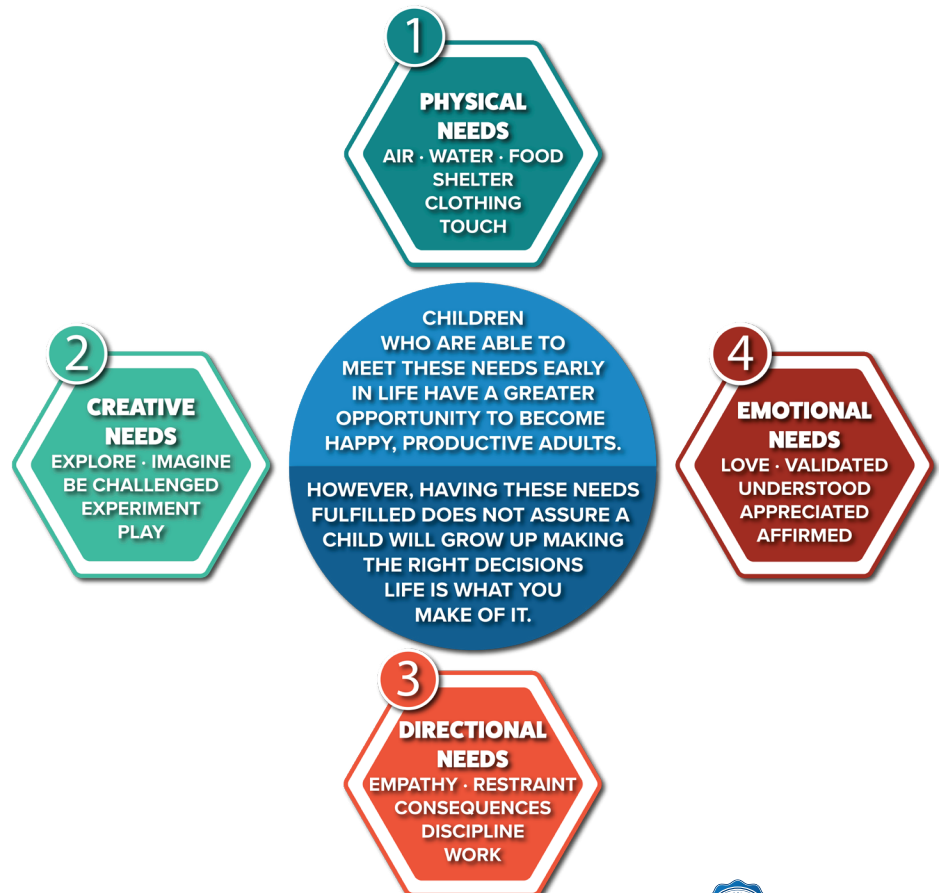 1
PHYSICAL
NEEDS
AIR · WATER · FOOD
SHELTER
CLOTHING
TOUCH
CHILDREN
WHO ARE ABLE TO
MEET THESE NEEDS EARLY
IN LIFE HAVE A GREATER
OPPORTUNITY TO BECOME
HAPPY, PRODUCTIVE ADULTS.
HOWEVER, HAVING THESE NEEDS
FULFILLED DOES NOT ASSURE A
CHILD WILL GROW UP MAKING
THE RIGHT DECISIONS
LIFE IS WHAT YOU
MAKE OF IT.
2
CREATIVE
NEEDS
EXPLORE · IMAGINE
BE CHALLENGED
EXPERIMENT
PLAY
4
EMOTIONAL
NEEDS
LOVE · VALIDATED
UNDERSTOOD
APPRECIATED
AFFIRMED
3
DIRECTIONAL
NEEDS
EMPATHY · RESTRAINT
CONSEQUENCES
DISCIPLINE
WORK